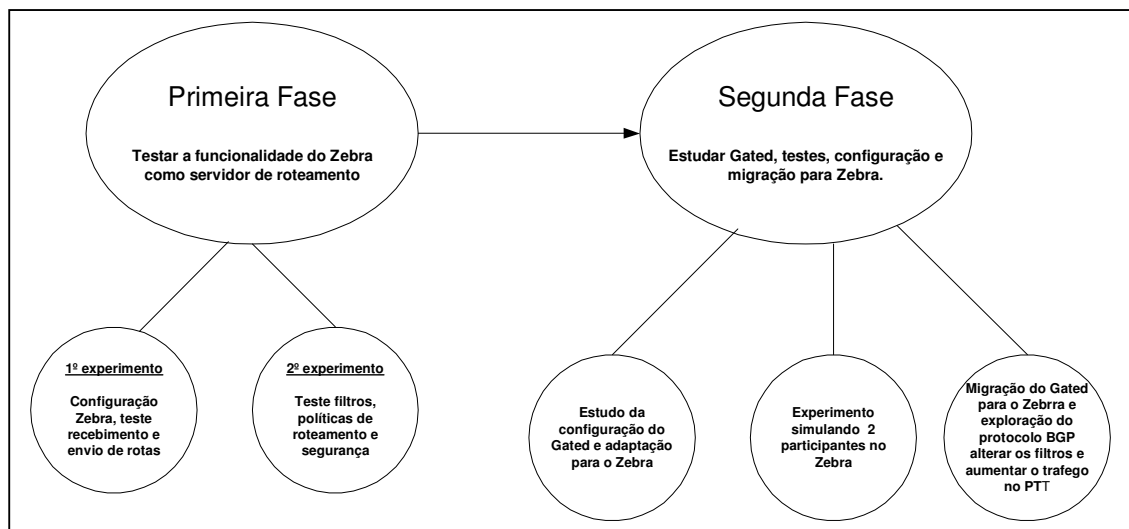 Primeira Fase
Testar a funcionalidade do Zebra
como servidor de roteamento
Segunda Fase
Estudar Gated, testes, configuração e
migração para Zebra.
1º experimento
Configuração
Zebra, teste
recebimento e
envio de rotas
2º experimento
Teste filtros,
políticas de
roteamento e
segurança
Estudo da
configuração do
Gated e adaptação
para o Zebra
Experimento
simulando 2
participantes no
Zebra
Migração do Gated
para o Zebrra e
exploração do
protocolo BGP
alterar os filtros e
aumentar o trafego
no PTT